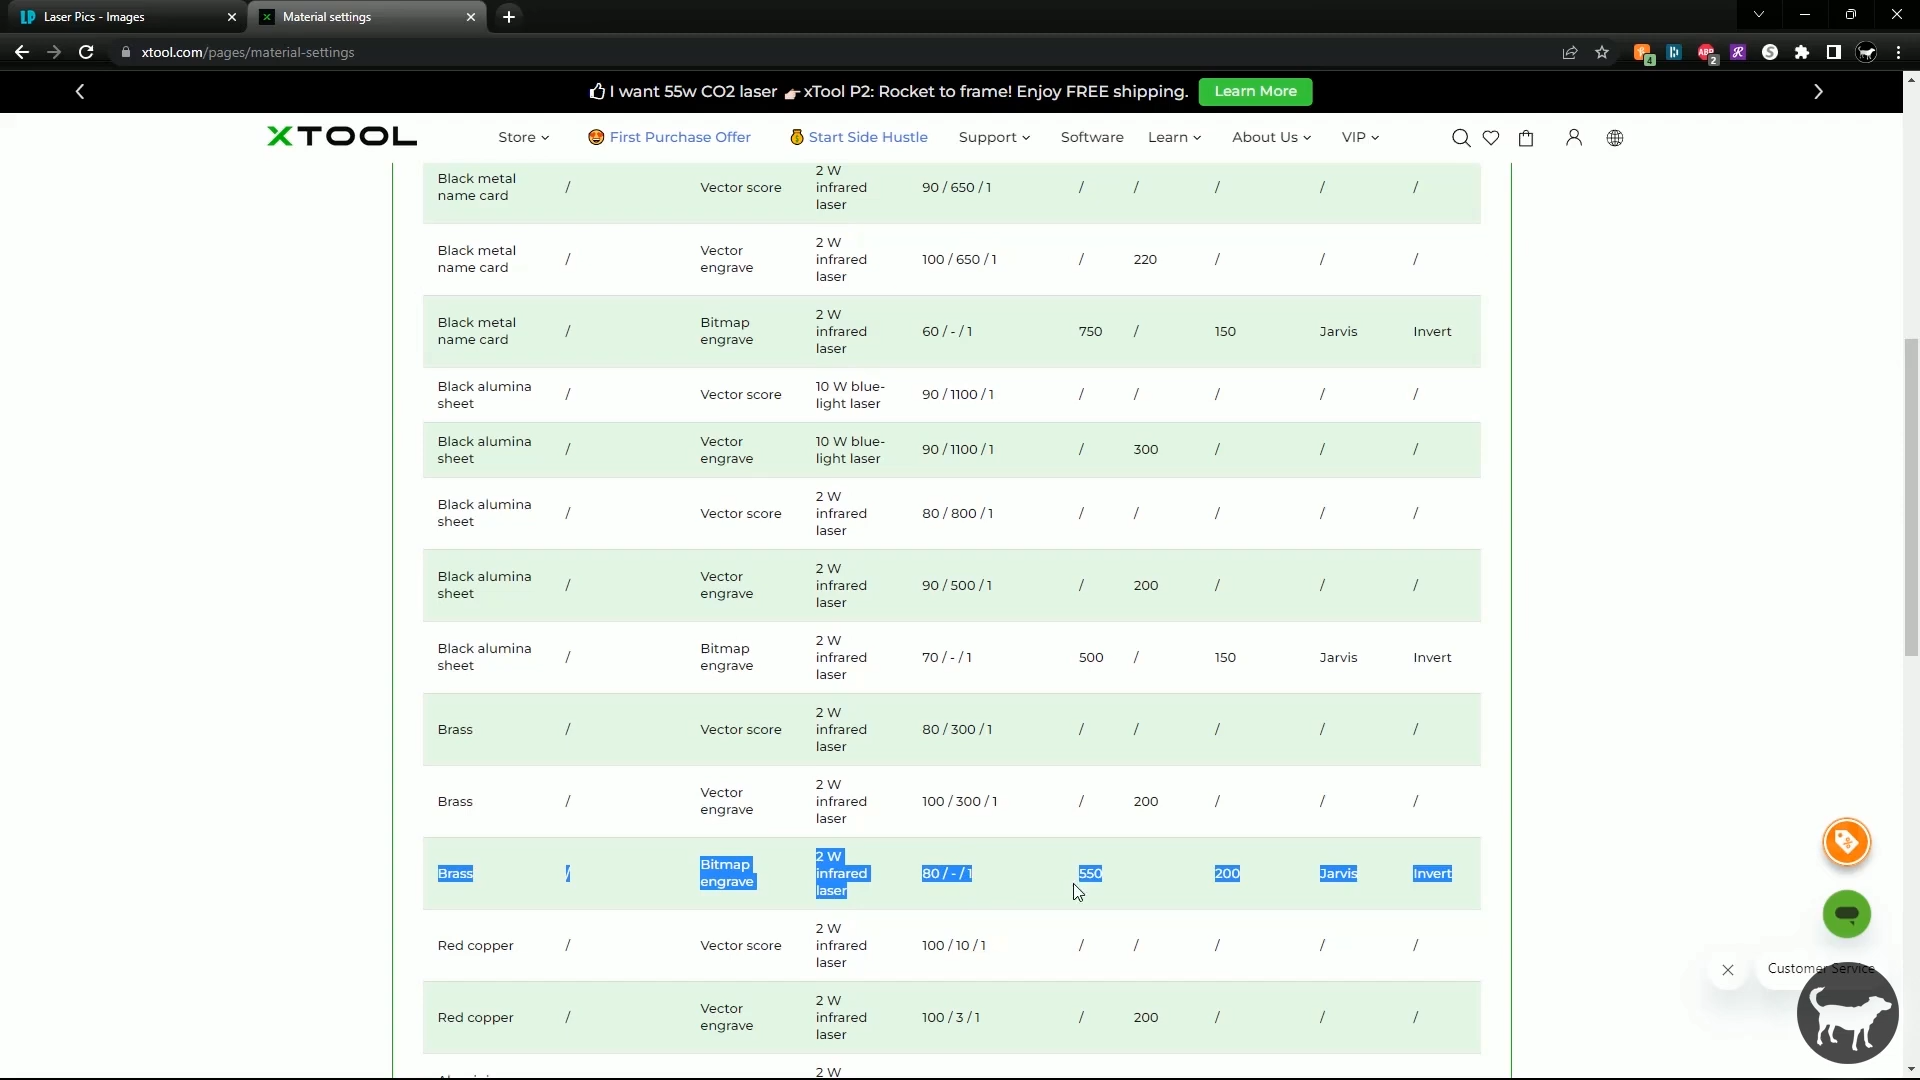 Laser Pics - Images
Material settings
xtool.com/pages/material-settings
4
ABP
2
I want 55w CO2 laser 👉🏻 xTool P2: Rocket to frame! Enjoy FREE shipping. Learn More
XTOOL Store First Purchase Offer Start Side Hustle Support Software Learn About Us VIP
Black metal name card / Vector score 2 W infrared laser 90 / 650 / 1 / / / / /
Black metal name card / Vector engrave 2 W infrared laser 100 / 650 / 1 / 220 / / /
Black metal name card / Bitmap engrave 2 W infrared laser 60 / - / 1 750 / 150 Jarvis Invert
Black alumina sheet / Vector score 10 W blue-light laser 90 / 1100 / 1 / / / / /
Black alumina sheet / Vector engrave 10 W blue-light laser 90 / 1100 / 1 / 300 / / /
Black alumina sheet / Vector score 2 W infrared laser 80 / 800 / 1 / / / / /
Black alumina sheet / Vector engrave 2 W infrared laser 90 / 500 / 1 / 200 / / /
Black alumina sheet / Bitmap engrave 2 W infrared laser 70 / - / 1 500 / 150 Jarvis Invert
Brass / Vector score 2 W infrared laser 80 / 300 / 1 / / / / /
Brass / Vector engrave 2 W infrared laser 100 / 300 / 1 / 200 / / /
Brass / Bitmap engrave 2 W infrared laser 80 / - / 1 550 200 Jarvis Invert
Red copper / Vector score 2 W infrared laser 100 / 10 / 1 / / / / /
Red copper / Vector engrave 2 W infrared laser 100 / 3 / 1 / 200 / / /
2 W
Customer Service